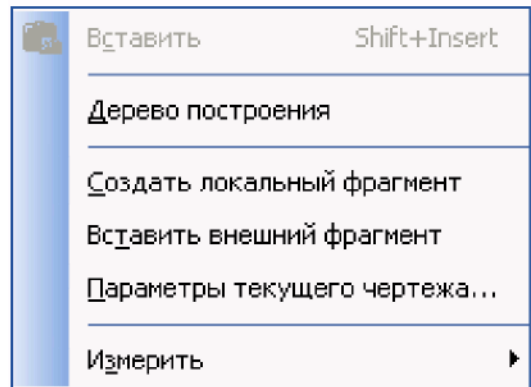 Вставить Shift+Insert
Дерево построения
Создать локальный фрагмент
Вставить внешний фрагмент
Параметры текущего чертежа...
Измерить